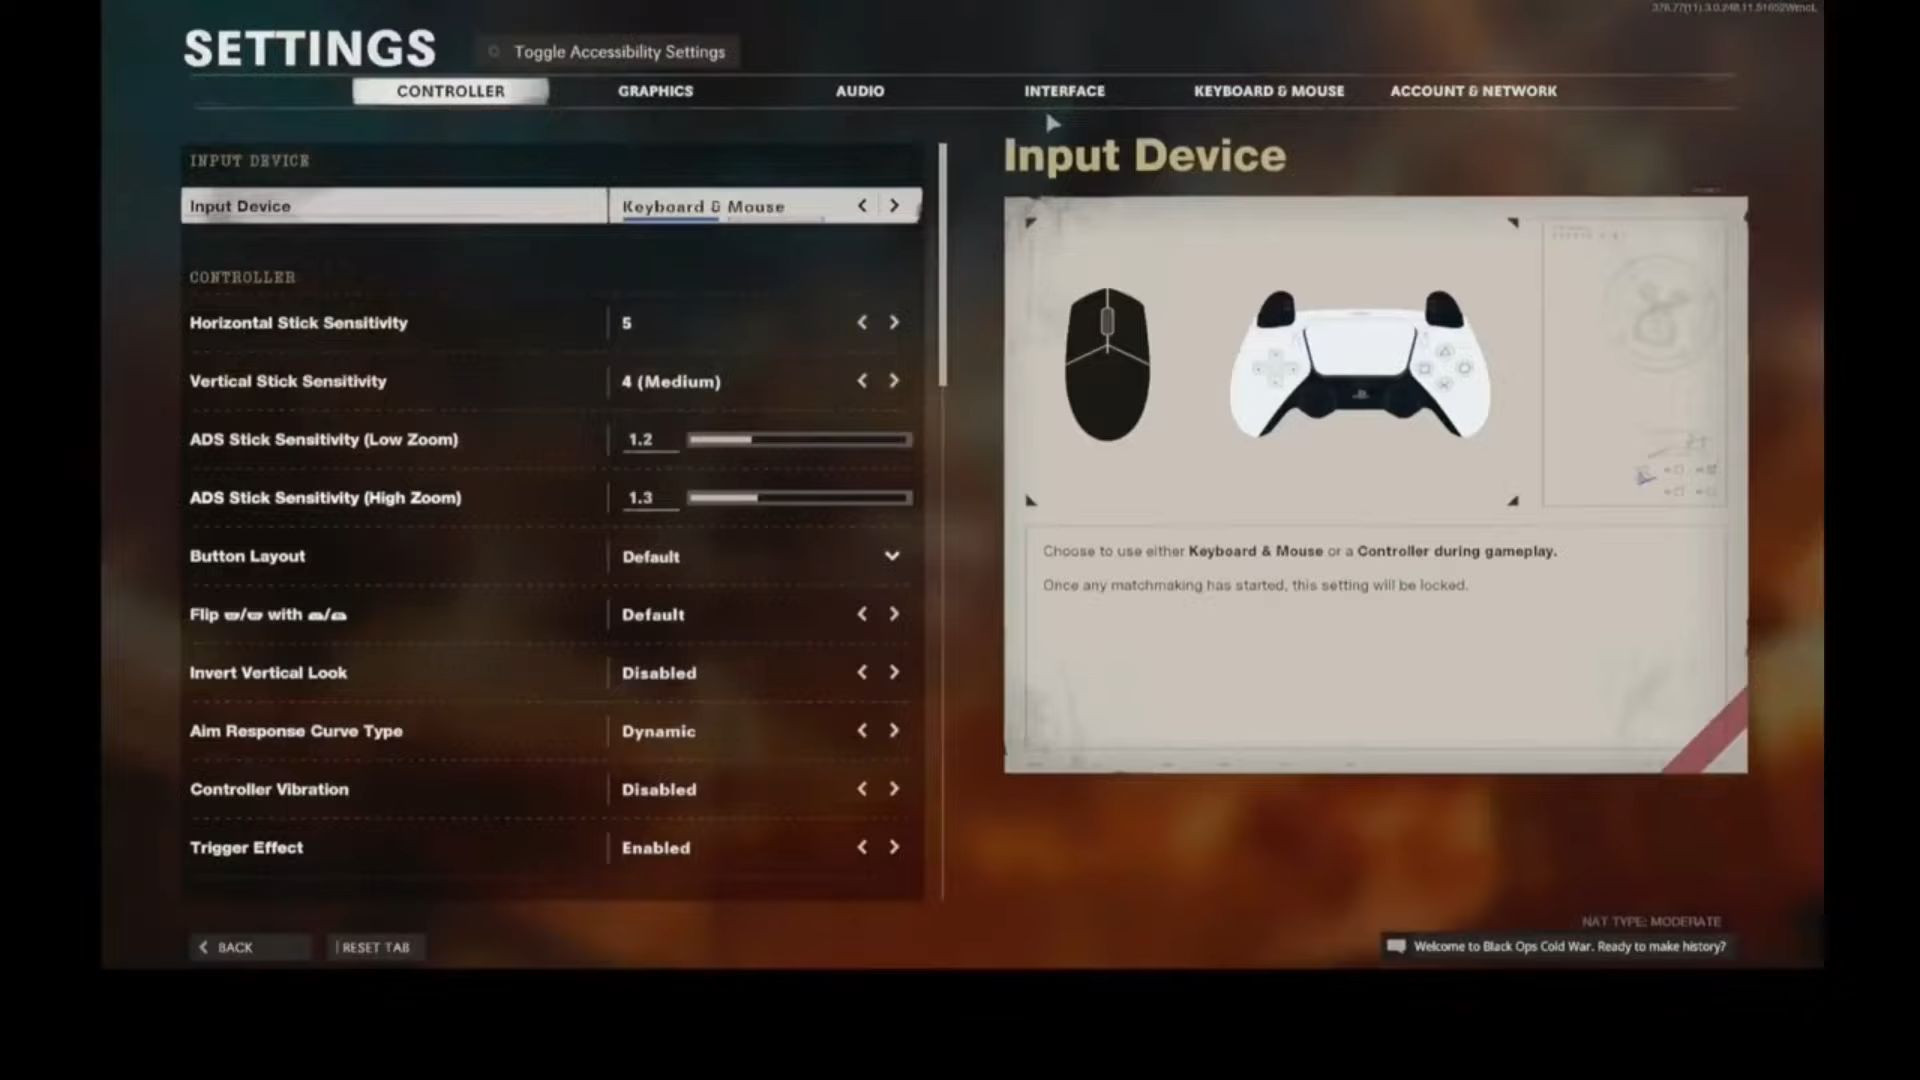 SETTINGS
Toggle Accessibility Settings
CONTROLLER
GRAPHICS
AUDIO
INTERFACE
KEYBOARD & MOUSE
ACCOUNT & NETWORK
INPUT DEVICE
Input Device
Keyboard & Mouse
CONTROLLER
Horizontal Stick Sensitivity
5
Vertical Stick Sensitivity
4 (Medium)
ADS Stick Sensitivity (Low Zoom)
1.2
ADS Stick Sensitivity (High Zoom)
1.3
Button Layout
Default
Flip / with /
Default
Invert Vertical Look
Disabled
Aim Response Curve Type
Dynamic
Controller Vibration
Disabled
Trigger Effect
Enabled
BACK
RESET TAB
Input Device
Choose to use either Keyboard & Mouse or a Controller during gameplay.
Once any matchmaking has started, this setting will be locked.
NAT TYPE: MODERATE
Welcome to Black Ops Cold War. Ready to make history?